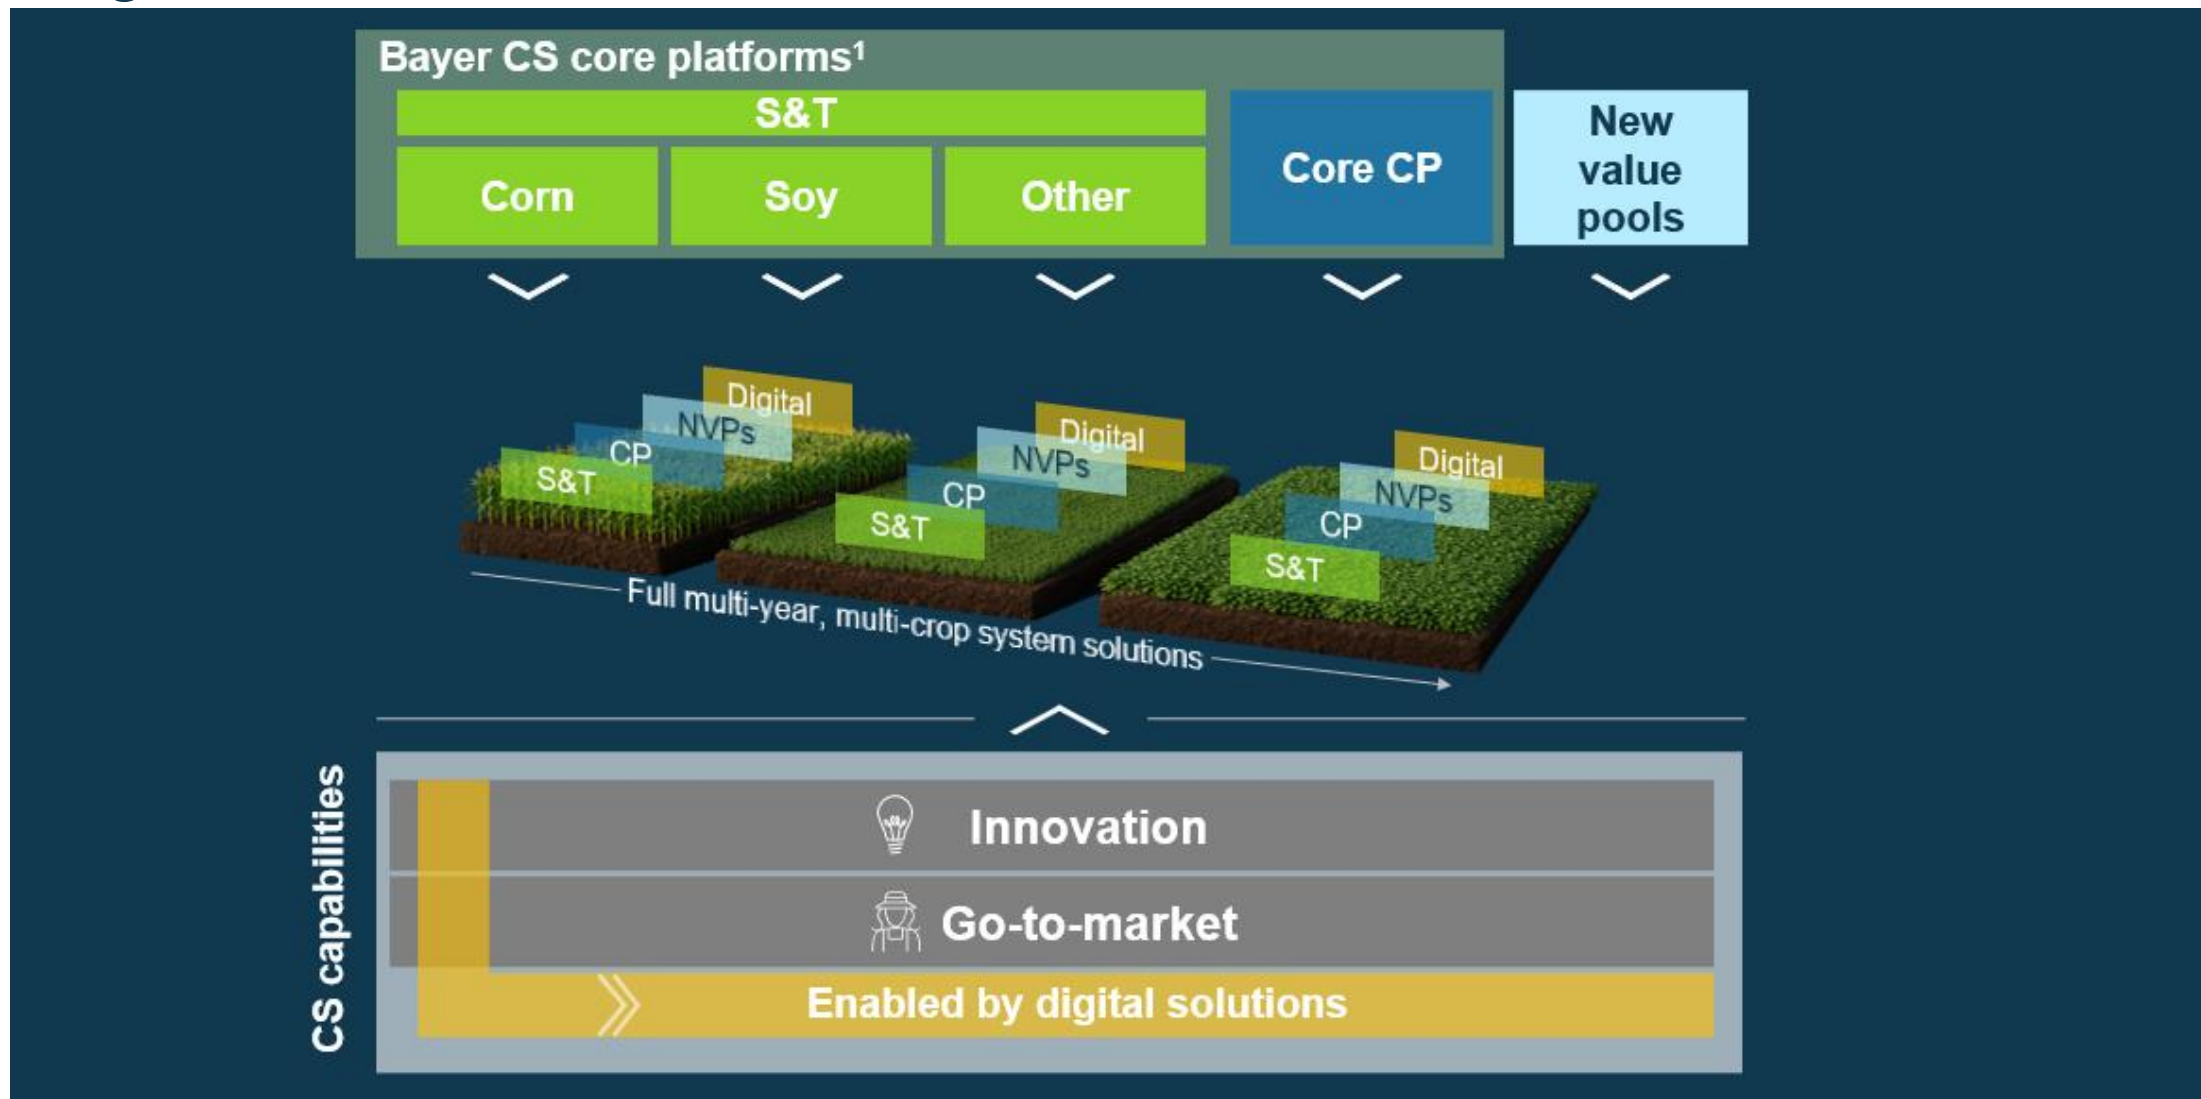 Bayer CS core platforms¹
S&T
Corn
Soy
Other
Core CP
New
value
pools
Digital
NVPs
CP
S&T
Digital
NVPs
CP
S&T
Digital
NVPs
CP
S&T
Full multi-year, multi-crop system solutions
CS capabilities
Innovation
Go-to-market
Enabled by digital solutions